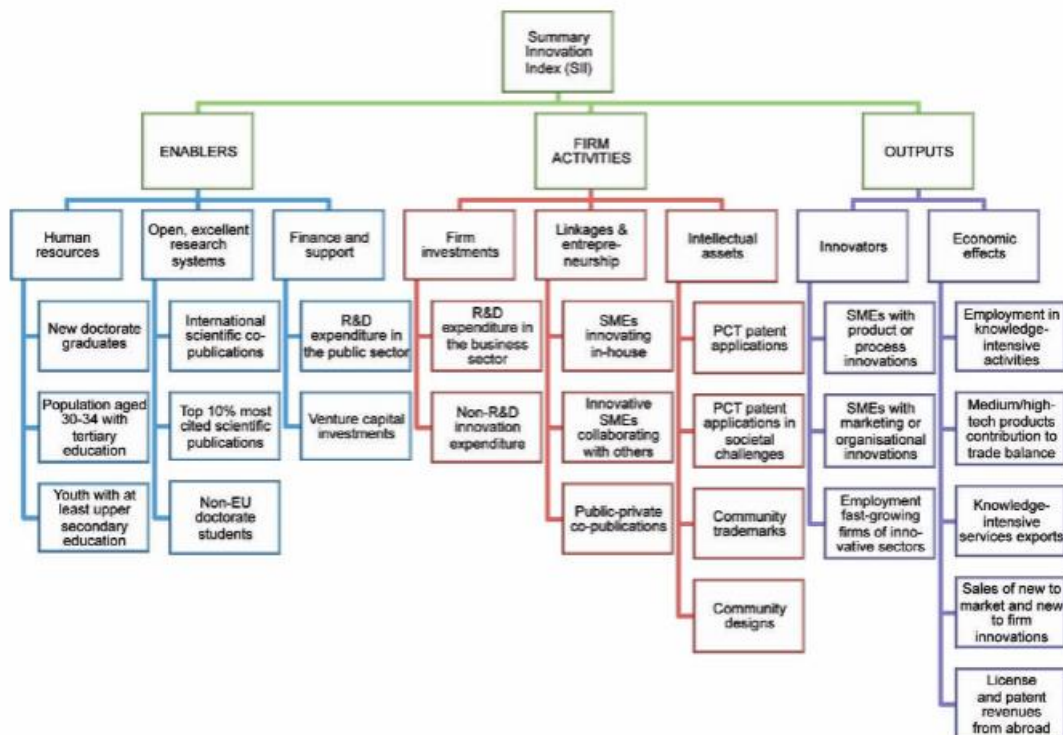 Summary
Innovation
Index (SII)
ENABLERS
FIRM
ACTIVITIES
OUTPUTS
Human
resources
Open, excellent
research
systems
Finance and
support
Firm
investments
Linkages &
entrepre-
neurship
Intellectual
assets
Innovators
Economic
effects
New doctorate
graduates
International
scientific co-
publications
R&D
expenditure in
the public sector
R&D
expenditure in
the business
sector
SMEs
innovating
in-house
PCT patent
applications
SMEs with
product or
process
innovations
Employment in
knowledge-
intensive
activities
Population aged
30-34 with
tertiary
education
Top 10% most
cited scientific
publications
Venture capital
investments
Non-R&D
innovation
expenditure
Innovative
SMEs
collaborating
with others
PCT patent
applications in
societal
challenges
SMEs with
marketing or
organisational
innovations
Medium/high-
tech products
contribution to
trade balance
Youth with at
least upper
secondary
education
Non-EU
doctorate
students
Public-private
co-publications
Community
trademarks
Employment
fast-growing
firms of inno-
vative sectors
Knowledge-
intensive
services exports
Community
designs
Sales of new to
market and new
to firm
innovations
License
and patent
revenues
from abroad